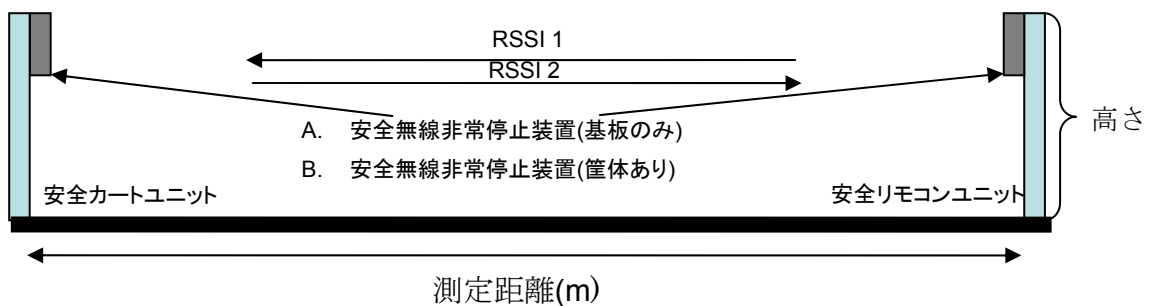 RSSI 1
RSSI 2
A. 安全無線非常停止装置(基板のみ)
B. 安全無線非常停止装置(筐体あり)
高さ
安全カートユニット
安全リモコンユニット
測定距離(m)